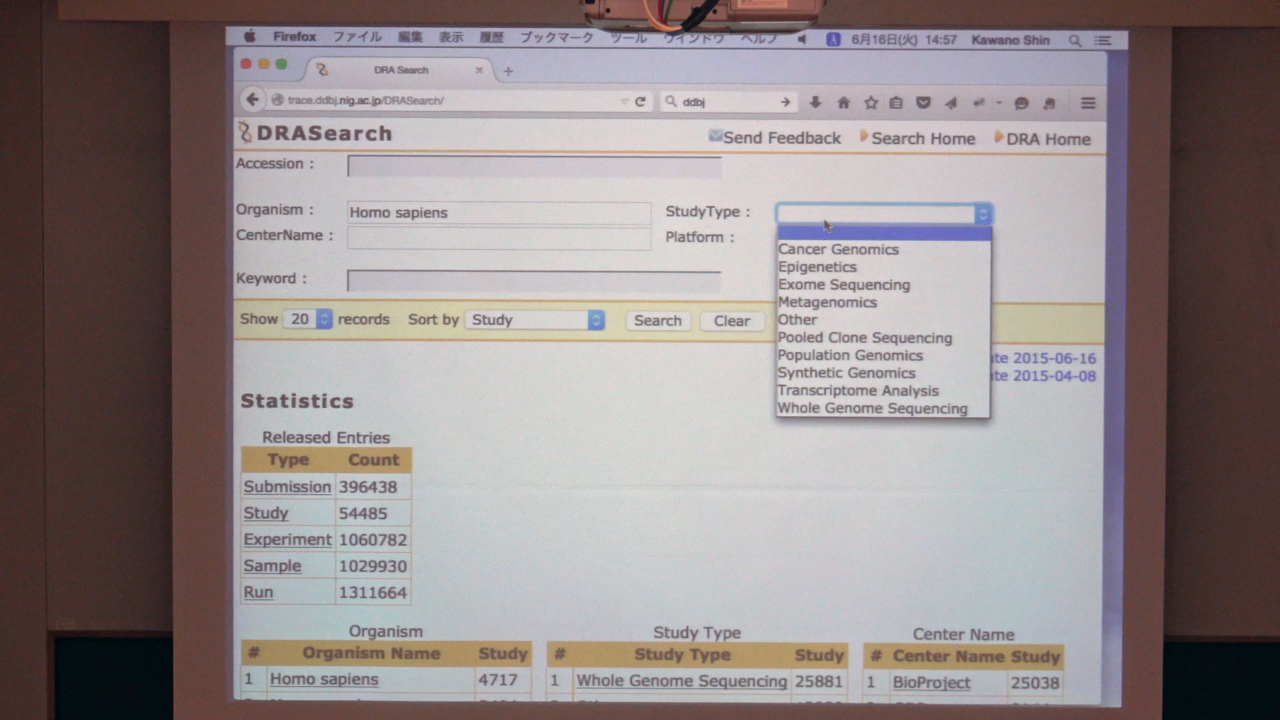 Firefox ファイル 編集 表示 履歴 ブックマーク ツール ウインドウ ヘルプ A 6月16日(火) 14:57 Kawano Shin
DRA Search
trace.ddbj.nig.ac.jp/DRASearch/ ddbj
DRASearch Send Feedback Search Home DRA Home
Accession :
Organism : Homo sapiens StudyType :
CenterName : Platform :
Cancer Genomics
Epigenetics
Exome Sequencing
Metagenomics
Other
Pooled Clone Sequencing
Population Genomics
Synthetic Genomics
Transcriptome Analysis
Whole Genome Sequencing
Keyword :
Show 20 records Sort by Study Search Clear
2015-06-16
2015-04-08
Statistics
Released Entries
Type Count
Submission 396438
Study 54485
Experiment 1060782
Sample 1029930
Run 1311664
Organism
# Organism Name Study
1 Homo sapiens 4717
Study Type
# Study Type Study
1 Whole Genome Sequencing 25881
Center Name
# Center Name Study
1 BioProject 25038